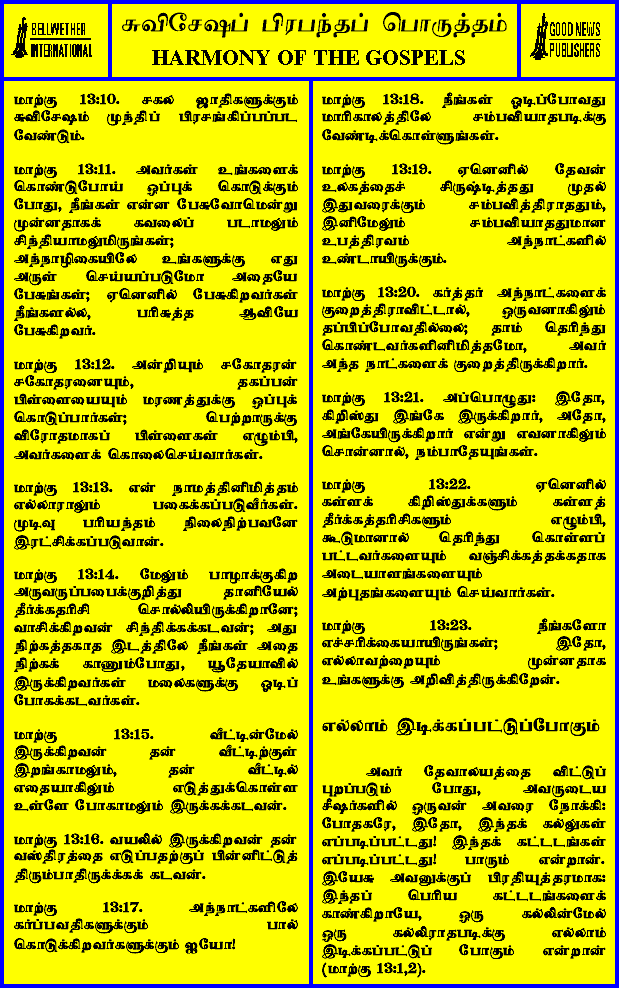 BELLWETHER
INTERNATIONAL
சுவிசேஷப் பிரபந்தப் பொருத்தம்
HARMONY OF THE GOSPELS
GOOD NEWS
PUBLISHERS
மாற்கு 13:10. சகல ஜாதிகளுக்கும்
சுவிசேஷம் முந்திப் பிரசங்கிப்பப்பட
வேண்டும்.
மாற்கு 13:11. அவர்கள் உங்களைக்
கொண்டுபோய் ஒப்புக் கொடுக்கும்
போது, நீங்கள் என்ன பேசுவோமென்று
முன்னதாகக் கவலைப் படாமலும்
சிந்தியாமலுமிருங்கள்;
அந்நாழிகையிலே உங்களுக்கு எது
அருள் செய்யப்படுமோ அதையே
பேசுங்கள்; ஏனெனில் பேசுகிறவர்கள்
நீங்களல்ல, பரிசுத்த ஆவியே
பேசுகிறவர்.
மாற்கு 13:12. அன்றியும் சகோதரன்
சகோதரனையும், தகப்பன்
பிள்ளையையும் மரணத்துக்கு ஒப்புக்
கொடுப்பார்கள்; பெற்றாருக்கு
விரோதமாகப் பிள்ளைகள் எழும்பி,
அவர்களைக் கொலைசெய்வார்கள்.
மாற்கு 13:13. என் நாமத்தினிமித்தம்
எல்லாராலும் பகைக்கப்படுவீர்கள்.
முடிவு பரியந்தம் நிலைநிற்பவனே
இரட்சிக்கப்படுவான்.
மாற்கு 13:14. மேலும் பாழாக்குகிற
அருவருப்பபைக்குறித்து தானியேல்
தீர்க்கதரிசி சொல்லியிருக்கிறானே;
வாசிக்கிறவன் சிந்திக்கக்கடவன்; அது
நிற்கத்தகாத இடத்திலே நீங்கள் அதை
நிற்கக் காணும்போது, யூதேயாவில்
இருக்கிறவர்கள் மலைகளுக்கு ஓடிப்
போகக்கடவர்கள்.
மாற்கு 13:15. வீட்டின்மேல்
இருக்கிறவன் தன் வீட்டிற்குள்
இறங்காமலும், தன் வீட்டில்
எதையாகிலும் எடுத்துக்கொள்ள
உள்ளே போகாமலும் இருக்கக்கடவன்.
மாற்கு 13:16. வயலில் இருக்கிறவன் தன்
வஸ்திரத்தை எடுப்பதற்குப் பின்னிட்டுத்
திரும்பாதிருக்க்கக் கடவன்.
மாற்கு 13:17. அந்நாட்களிலே
கர்ப்பவதிகளுக்கும் பால்
கொடுக்கிறவர்களுக்கும் ஐயோ!
மாற்கு 13:18. நீங்கள் ஓடிப்போவது
மாரிகாலத்திலே சம்பவியாதபடிக்கு
வேண்டிக்கொள்ளுங்கள்.
மாற்கு 13:19. ஏனெனில் தேவன்
உலகத்தைச் சிருஷ்டித்தது முதல்
இதுவரைக்கும் சம்பவித்திராததும்,
இனிமேலும் சம்பவியாததுமான
உபத்திரவம் அந்நாட்களில்
உண்டாயிருக்கும்.
மாற்கு 13:20. கர்த்தர் அந்நாட்களைக்
குறைத்திராவிட்டால், ஒருவனாகிலும்
தப்பிப்போவதில்லை; தாம் தெரிந்து
கொண்டவர்களினிமித்தமோ, அவர்
அந்த நாட்களைக் குறைத்திருக்கிறார்.
மாற்கு 13:21. அப்பொழுது: இதோ,
கிறிஸ்து இங்கே இருக்கிறார், அதோ,
அங்கேயிருக்கிறார் என்று எவனாகிலும்
சொன்னால், நம்பாதேயுங்கள்.
மாற்கு 13:22. ஏனெனில்
கள்ளக் கிறிஸ்துக்களும் கள்ளத்
தீர்க்கத்தரிசிகளும் எழும்பி,
கூடுமானால் தெரிந்து கொள்ளப்
பட்டவர்களையும் வஞ்சிக்கத்தக்கதாக
அடையாளங்களையும்
அற்புதங்களையும் செய்வார்கள்.
மாற்கு 13:23. நீங்களோ
எச்சரிக்கையாயிருங்கள்; இதோ,
எல்லாவற்றையும் முன்னதாக
உங்களுக்கு அறிவித்திருக்கிறேன்.
எல்லாம் இடிக்கப்பட்டுப்போகும்
அவர் தேவாலயத்தை விட்டுப்
புறப்படும் போது, அவருடைய
சீஷர்களில் ஒருவன் அவரை நோக்கி:
போதகரே, இதோ, இந்தக் கல்லுகள்
எப்படிப்பட்டது! இந்தக் கட்டடங்கள்
எப்படிப்பட்டது! பாரும் என்றான்.
இயேசு அவனுக்குப் பிரதியுத்தரமாக:
இந்தப் பெரிய கட்டடங்களைக்
காண்கிறாயே, ஒரு கல்லின்மேல்
ஒரு கல்லிராதபடிக்கு எல்லாம்
இடிக்கப்பட்டுப் போகும் என்றான்
(மாற்கு 13:1,2).